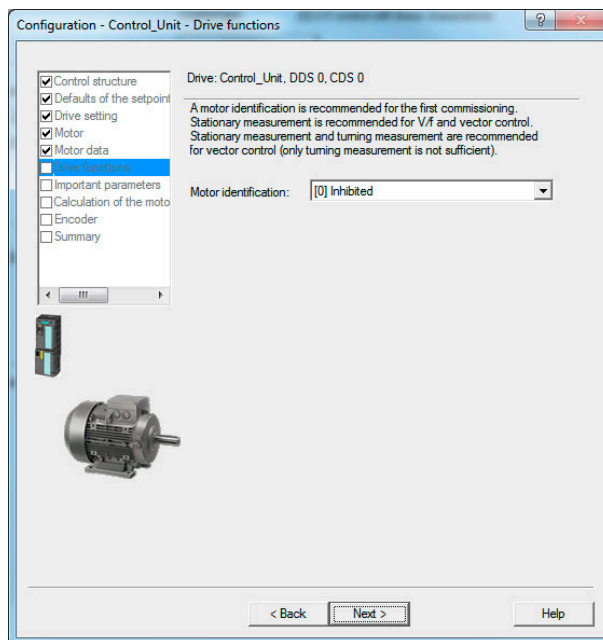 Configuration - Control_Unit - Drive functions
Drive: Control_Unit, DDS 0, CDS 0
Control structure
Defaults of the setpoint
Drive setting
Motor
Motor data
Drive functions
Important parameters
Calculation of the moto
Encoder
Summary
A motor identification is recommended for the first commissioning.
Stationary measurement is recommended for V/f and vector control.
Stationary measurement and turning measurement are recommended
for vector control (only turning measurement is not sufficient).
Motor identification: [0] Inhibited
< Back Next > Help